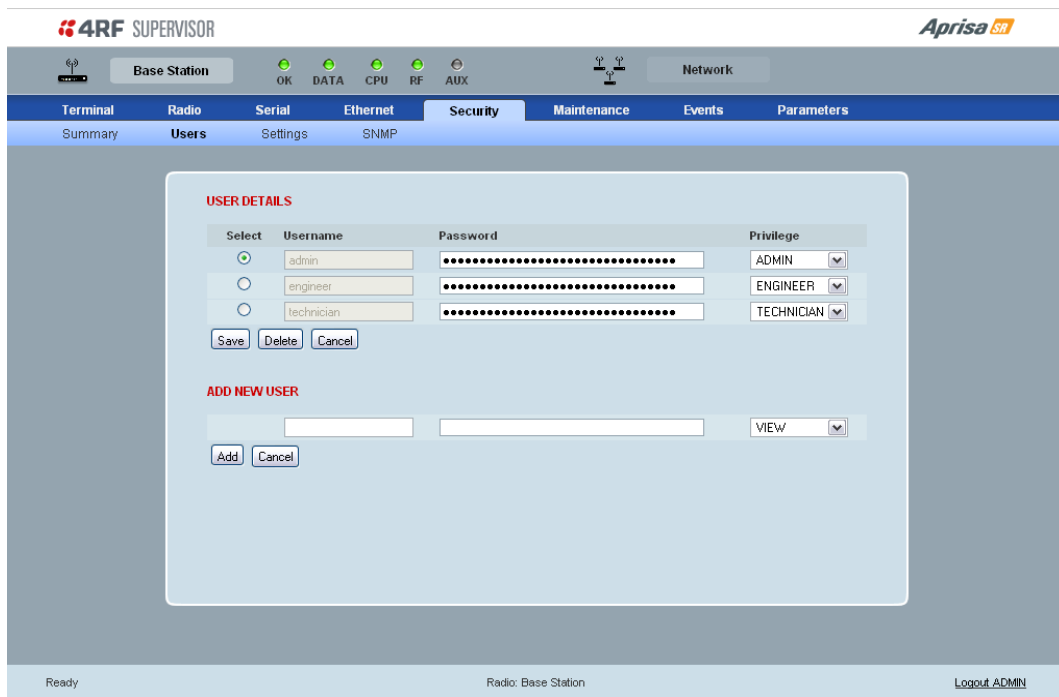 4RF SUPERVISOR
Aprisa SR
Base Station
OK DATA CPU RF AUX
Network
Terminal Radio Serial Ethernet Security Maintenance Events Parameters
Summary Users Settings SNMP
USER DETAILS
Select Username Password Privilege
admin ADMIN
engineer ENGINEER
technician TECHNICIAN
Save Delete Cancel
ADD NEW USER
VIEW
Add Cancel
Ready Radio: Base Station Logout ADMIN